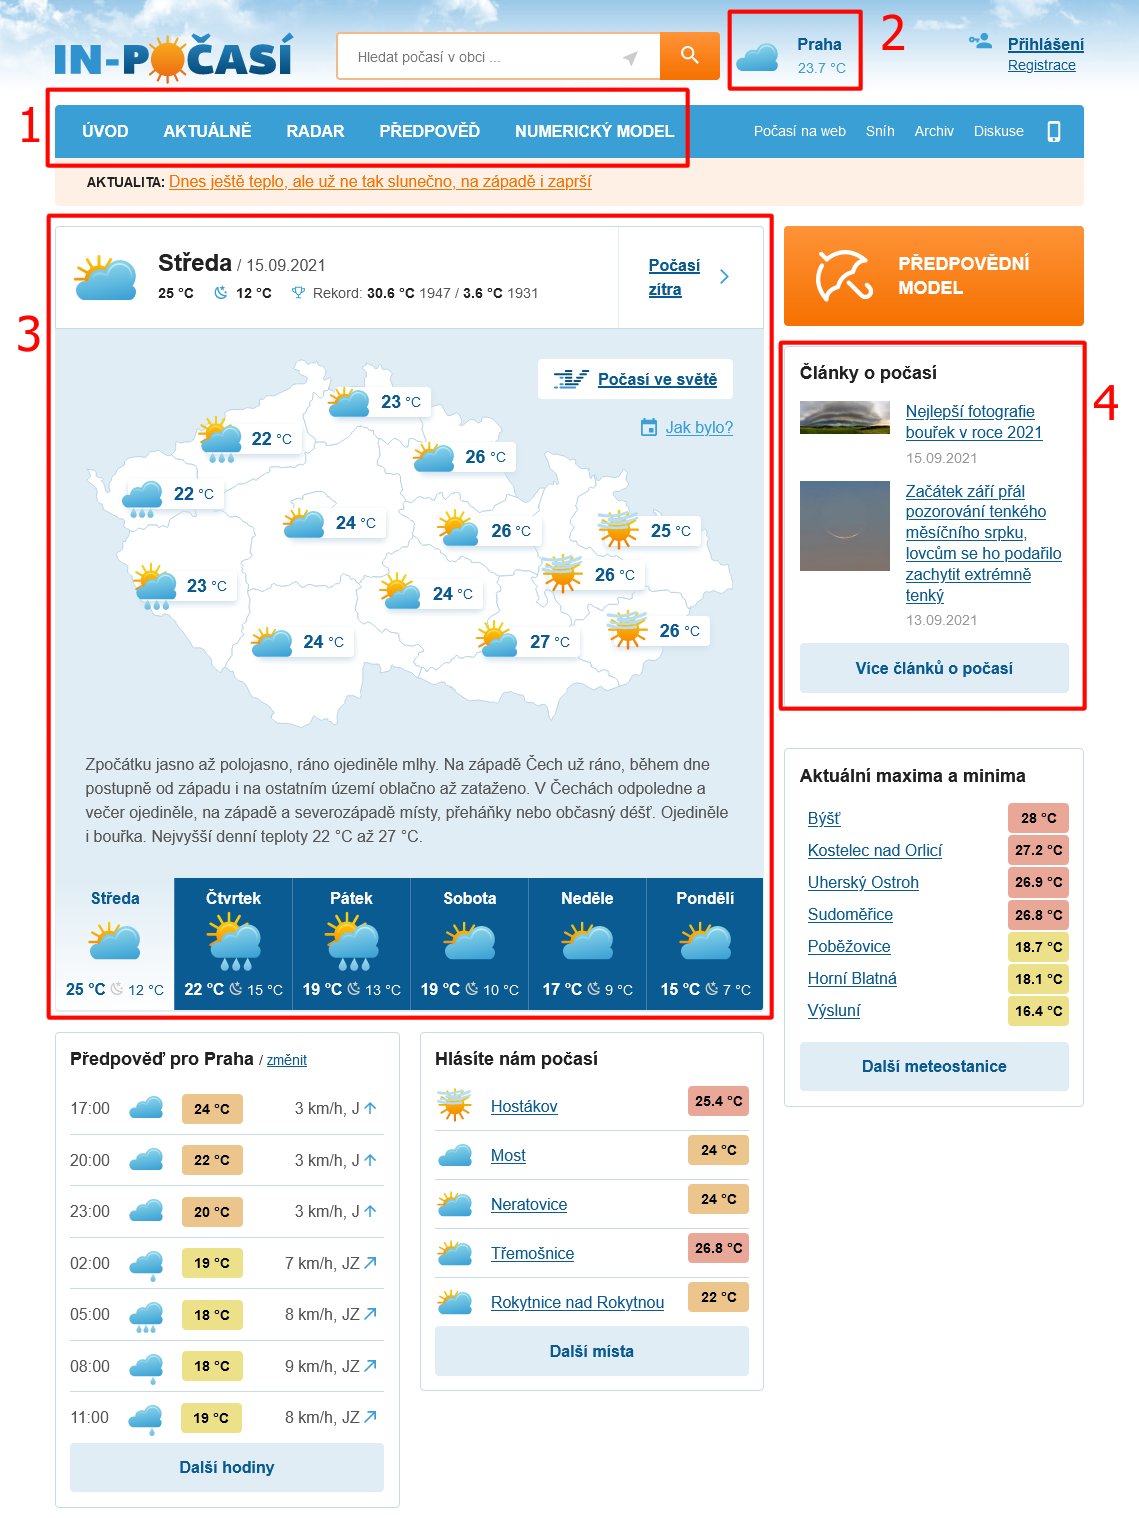 IN-POČASÍ
Hledat počasí v obci ...
Praha
23.7 °C
2
Přihlášení
Registrace
1
ÚVOD AKTUÁLNĚ RADAR PŘEDPOVĚĎ NUMERICKÝ MODEL
Počasí na web Sníh Archiv Diskuse
AKTUALITA: Dnes ještě teplo, ale už ne tak slunečno, na západě i zaprší
3
Středa / 15.09.2021
25 °C 12 °C Rekord: 30.6 °C 1947 / 3.6 °C 1931
Počasí
zítra
Počasí ve světě
Jak bylo?
23 °C
22 °C
26 °C
22 °C
24 °C
26 °C
25 °C
23 °C
24 °C
26 °C
24 °C
27 °C
26 °C
Zpočátku jasno až polojasno, ráno ojediněle mlhy. Na západě Čech už ráno, během dne
postupně od západu i na ostatním území oblačno až zataženo. V Čechách odpoledne a
večer ojediněle, na západě a severozápadě místy, přeháňky nebo občasný déšť. Ojediněle
i bouřka. Nejvyšší denní teploty 22 °C až 27 °C.
Středa Čtvrtek Pátek Sobota Neděle Pondělí
25 °C 12 °C 22 °C 15 °C 19 °C 13 °C 19 °C 10 °C 17 °C 9 °C 15 °C 7 °C
PŘEDPOVĚDNÍ
MODEL
4
Články o počasí
Nejlepší fotografie
bouřek v roce 2021
15.09.2021
Začátek září přál
pozorování tenkého
měsíčního srpku,
lovcům se ho podařilo
zachytit extrémně
tenký
13.09.2021
Více článků o počasí
Aktuální maxima a minima
Býšť 28 °C
Kostelec nad Orlicí 27.2 °C
Uherský Ostroh 26.9 °C
Sudoměřice 26.8 °C
Poběžovice 18.7 °C
Horní Blatná 18.1 °C
Výsluní 16.4 °C
Další meteostanice
Předpověď pro Praha / změnit
17:00 24 °C 3 km/h, J
20:00 22 °C 3 km/h, J
23:00 20 °C 3 km/h, J
02:00 19 °C 7 km/h, JZ
05:00 18 °C 8 km/h, JZ
08:00 18 °C 9 km/h, JZ
11:00 19 °C 8 km/h, JZ
Další hodiny
Hlásíte nám počasí
Hostákov 25.4 °C
Most 24 °C
Neratovice 24 °C
Třemošnice 26.8 °C
Rokytnice nad Rokytnou 22 °C
Další místa